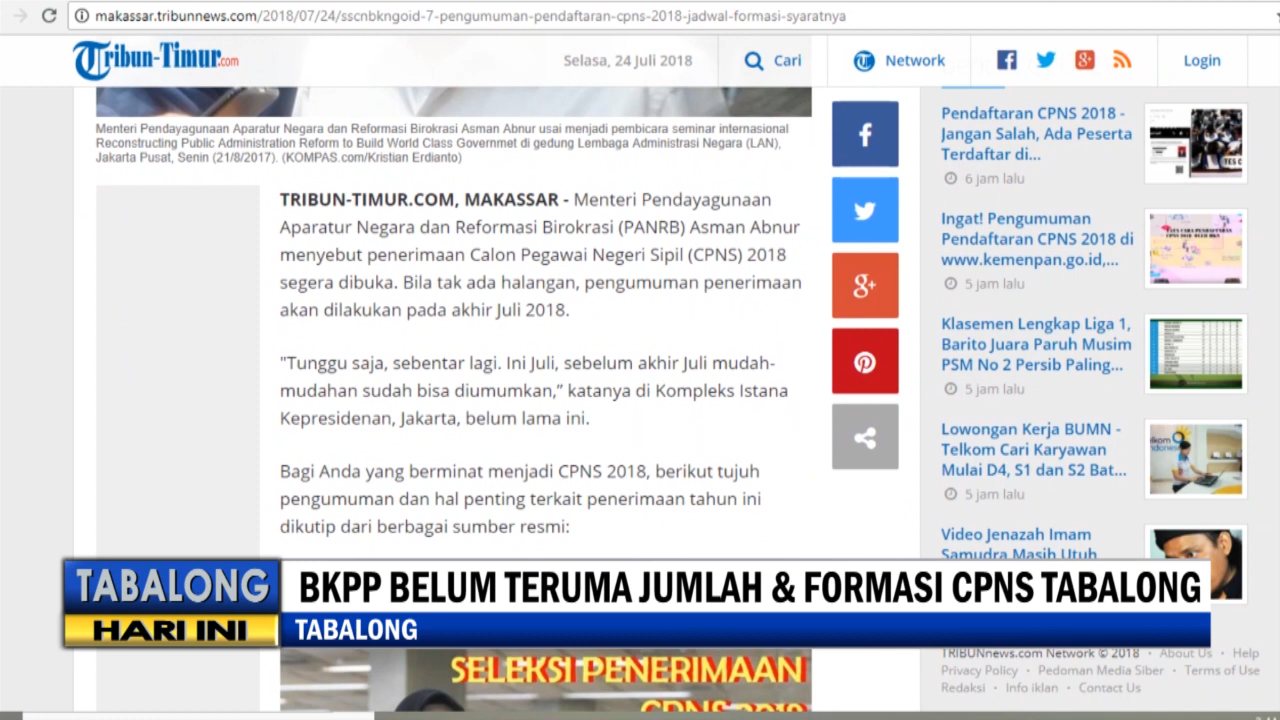 makassar.tribunnews.com/2018/07/24/sscnbkngoid-7-pengumuman-pendaftaran-cpns-2018-jadwal-formasi-syaratnya
Tribun-Timur.com
Selasa, 24 Juli 2018
Cari
Network
Login
Menteri Pendayagunaan Aparatur Negara dan Reformasi Birokrasi Asman Abnur usai menjadi pembicara seminar internasional
Reconstructing Public Administration Reform to Build World Class Governmet di gedung Lembaga Administrasi Negara (LAN),
Jakarta Pusat, Senin (21/8/2017). (KOMPAS.com/Kristian Erdianto)
TRIBUN-TIMUR.COM, MAKASSAR - Menteri Pendayagunaan
Aparatur Negara dan Reformasi Birokrasi (PANRB) Asman Abnur
menyebut penerimaan Calon Pegawai Negeri Sipil (CPNS) 2018
segera dibuka. Bila tak ada halangan, pengumuman penerimaan
akan dilakukan pada akhir Juli 2018.
"Tunggu saja, sebentar lagi. Ini Juli, sebelum akhir Juli mudah-
mudahan sudah bisa diumumkan,” katanya di Kompleks Istana
Kepresidenan, Jakarta, belum lama ini.
Bagi Anda yang berminat menjadi CPNS 2018, berikut tujuh
pengumuman dan hal penting terkait penerimaan tahun ini
dikutip dari berbagai sumber resmi:
Pendaftaran CPNS 2018 -
Jangan Salah, Ada Peserta
Terdaftar di...
6 jam lalu
Ingat! Pengumuman
Pendaftaran CPNS 2018 di
www.kemenpan.go.id,...
5 jam lalu
Klasemen Lengkap Liga 1,
Barito Juara Paruh Musim
PSM No 2 Persib Paling...
5 jam lalu
Lowongan Kerja BUMN -
Telkom Cari Karyawan
Mulai D4, S1 dan S2 Bat...
5 jam lalu
Video Jenazah Imam
Samudra Masih Utuh
TABALONG
HARI INI
BKPP BELUM TERUMA JUMLAH & FORMASI CPNS TABALONG
TABALONG
SELEKSI PENERIMAAN
CPNS 2018
TRIBUNnews.com Network © 2018 • About Us • Help
Privacy Policy • Pedoman Media Siber • Terms of Use
Redaksi • Info iklan • Contact Us